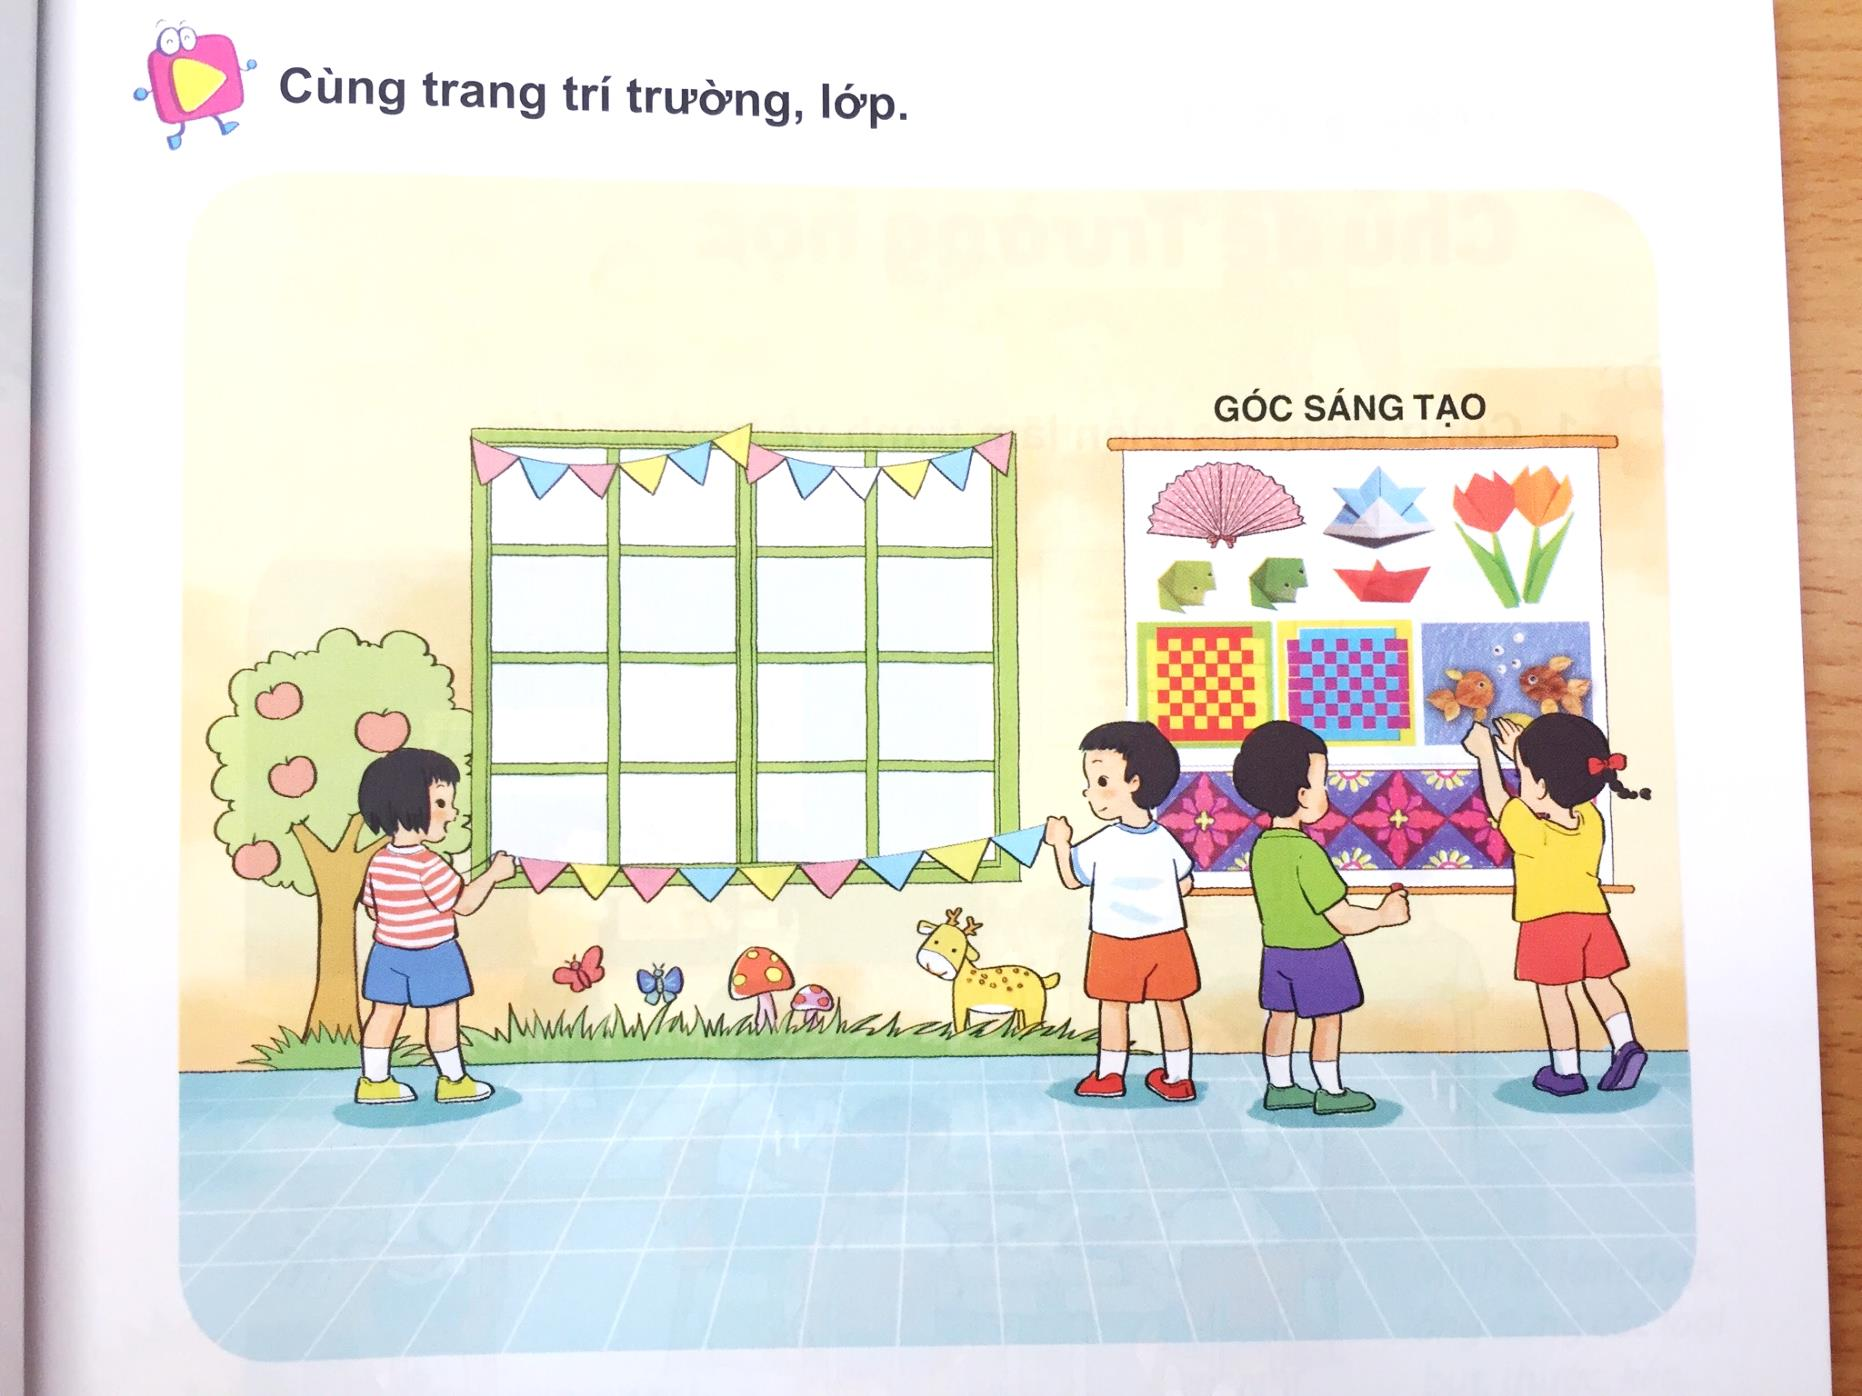 Cùng trang trí trường, lớp.
GÓC SÁNG TẠO